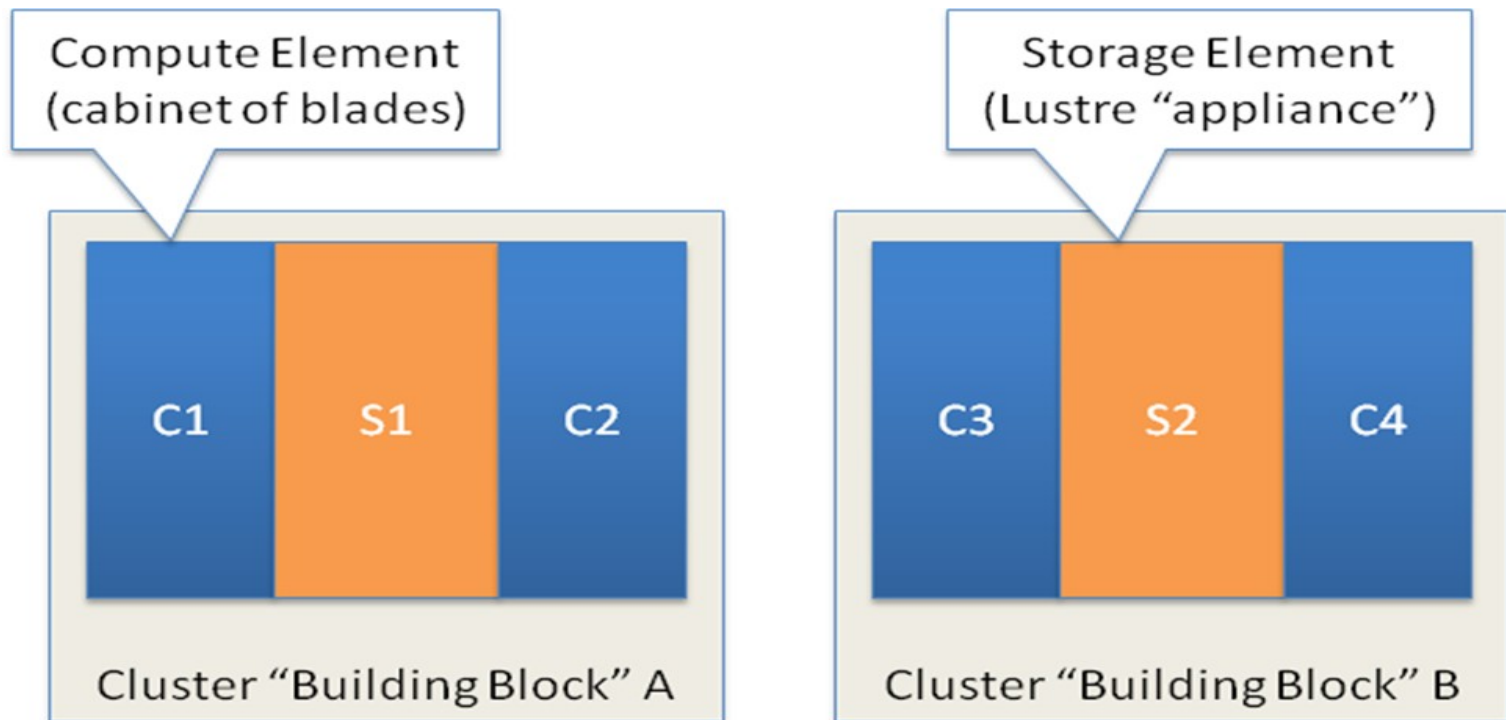 Compute Element
(cabinet of blades)
Storage Element
(Lustre “appliance”)
C1
S1
C2
C3
S2
C4
Cluster “Building Block” A
Cluster “Building Block” B